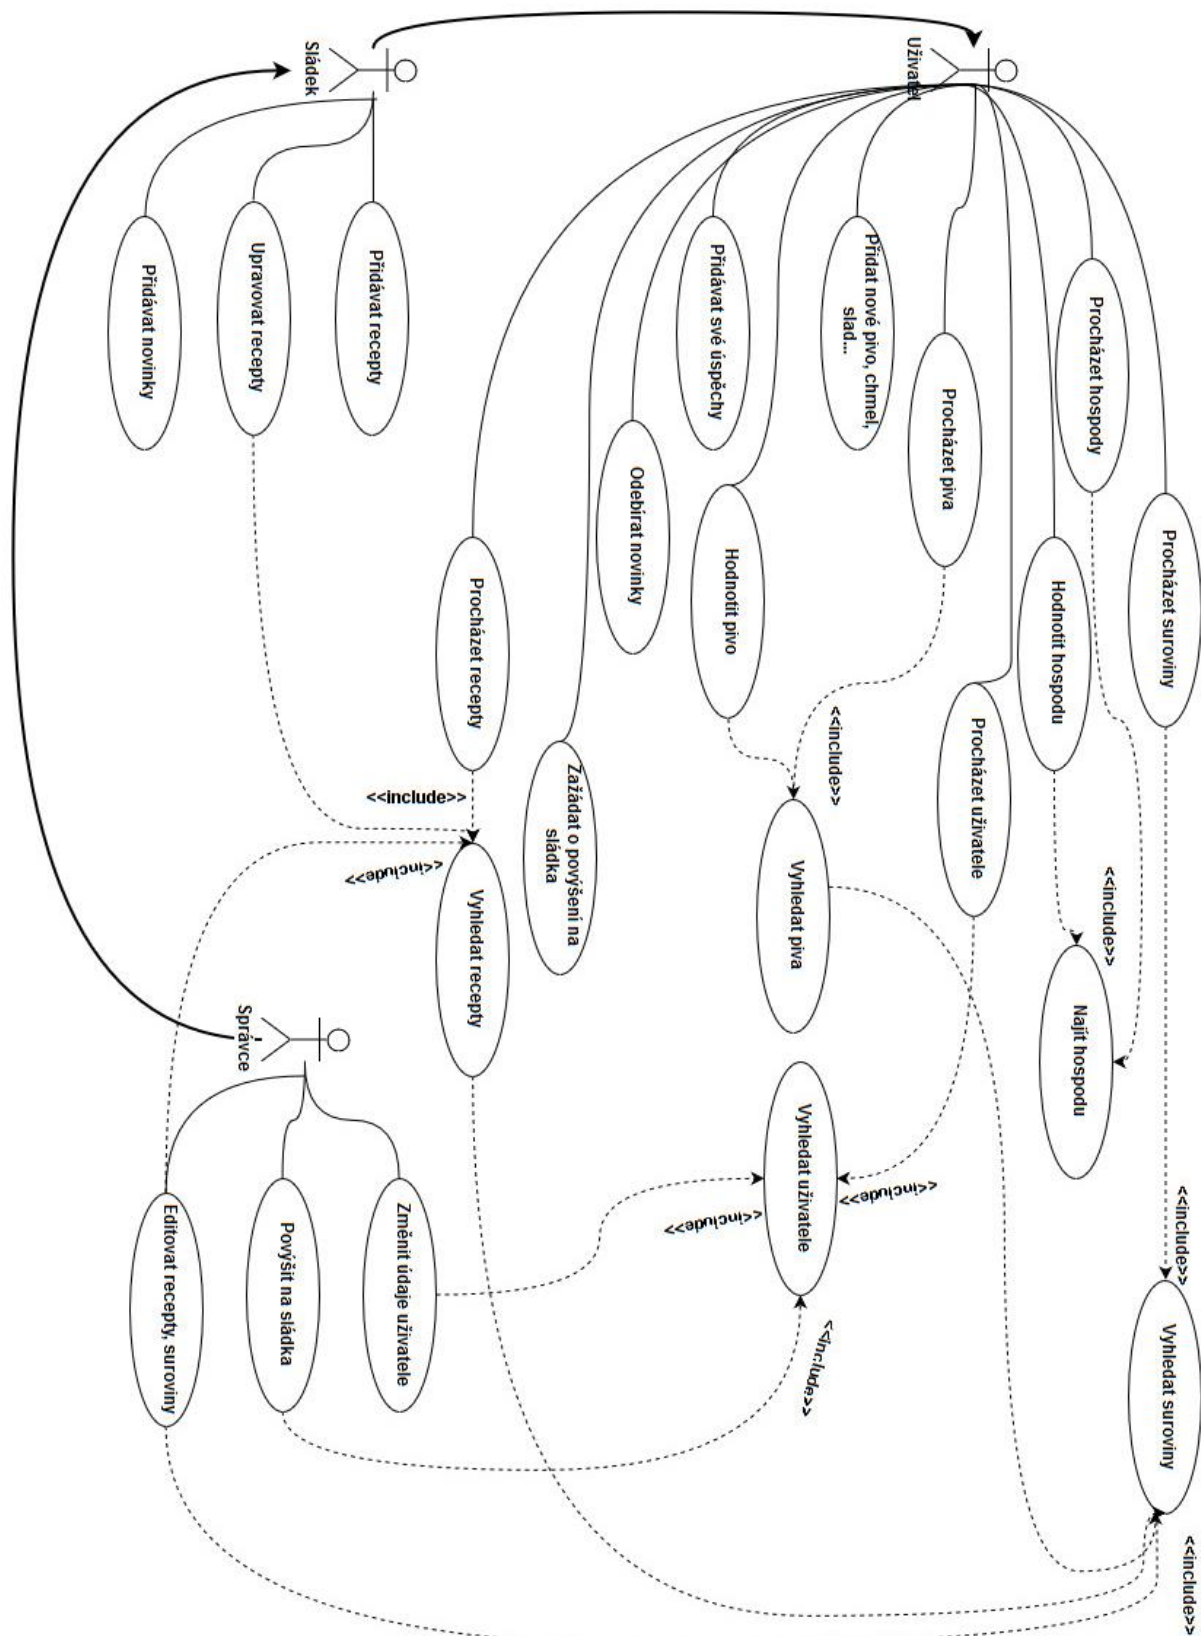 <<include>>
<<include>>
Procházet suroviny
Vyhledat suroviny
<<include>>
Procházet hospody
Najít hospodu
Hodnotit hospodu
Procházet uživatele
Procházet piva
Uživatel
<<include>>
Přidat nové pivo, chmel,
slad...
<<include>>
<<include>>
Vyhledat uživatele
Vyhledat piva
Hodnotit pivo
Přidávat své úspěchy
<<include>>
Odebírat novinky
Zažádat o povýšení na
sládka
Procházet recepty
Vyhledat recepty
<<include>>
<<include>>
Změnit údaje uživatele
Přidávat recepty
Sládek
Povýšit na sládka
Upravovat recepty
Správce
Editovat recepty, suroviny
Přidávat novinky